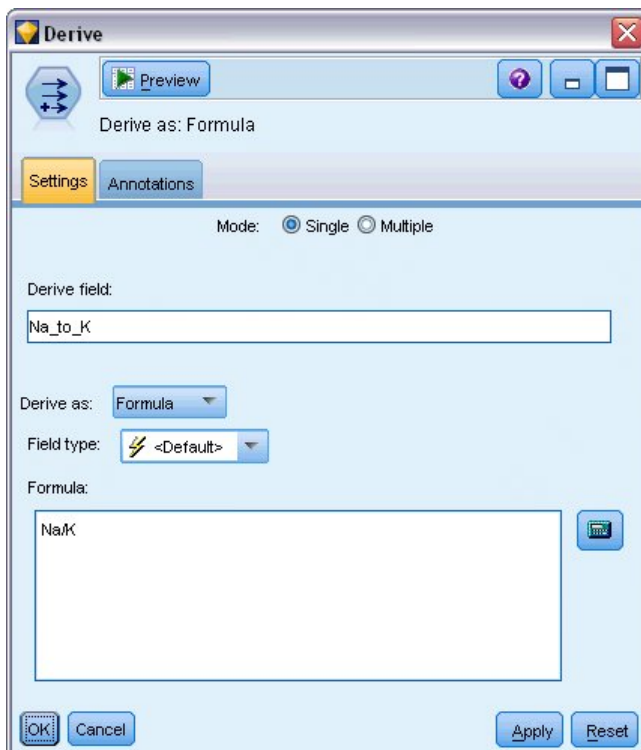 Derive
Preview
Derive as: Formula
Settings Annotations
Mode: Single Multiple
Derive field:
Na_to_K
Derive as: Formula
Field type: <Default>
Formula:
Na/K
OK Cancel Apply Reset